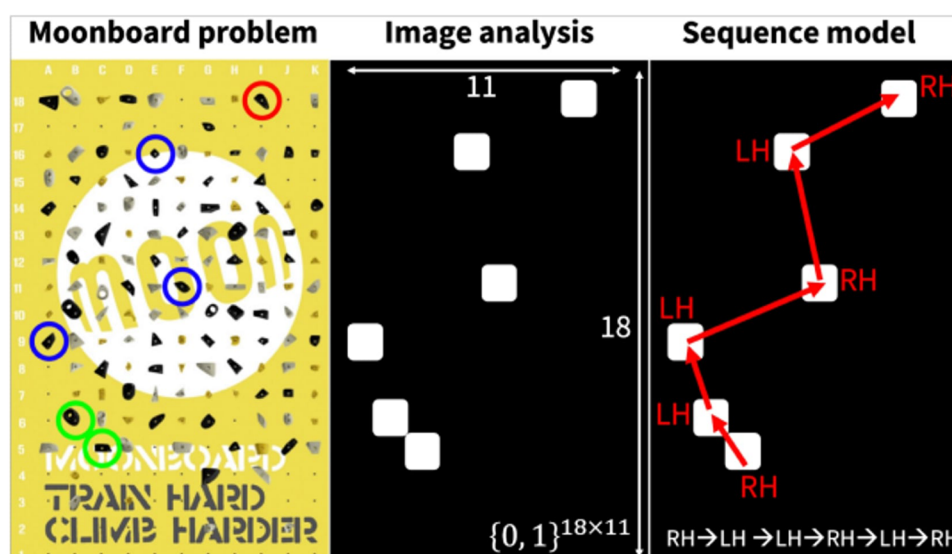 Moonboard problem
Image analysis
Sequence model
A B C D E F G H I J K
18
17
16
15
14
13
12
11
10
9
8
7
6
5
4
3
2
moon
MOONBOARD
TRAIN HARD
CLIMB HARDER
11
18
{0, 1}18×11
RH
LH
RH
LH
LH
RH
RH→LH →LH→RH→LH→RH